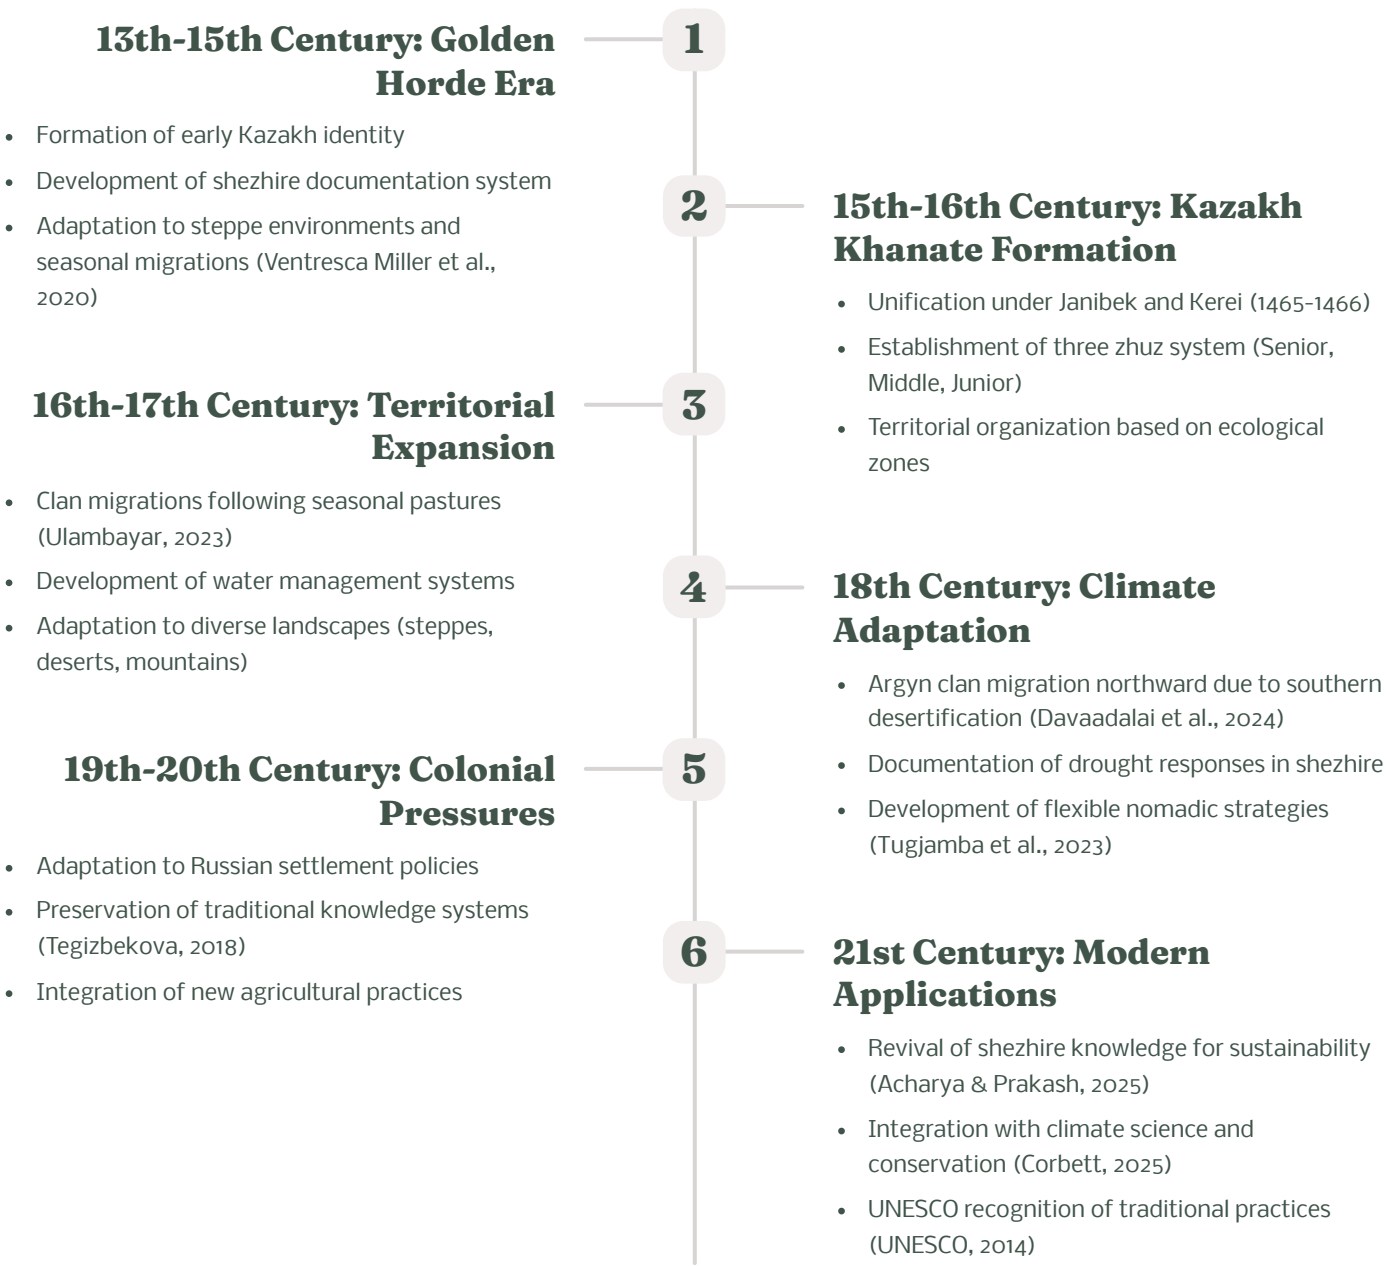 1
13th-15th Century: Golden
Horde Era
• Formation of early Kazakh identity
• Development of shezhire documentation system
• Adaptation to steppe environments and
seasonal migrations (Ventresca Miller et al.,
2020)
2
15th-16th Century: Kazakh
Khanate Formation
• Unification under Janibek and Kerei (1465-1466)
• Establishment of three zhuz system (Senior,
Middle, Junior)
• Territorial organization based on ecological
zones
3
16th-17th Century: Territorial
Expansion
• Clan migrations following seasonal pastures
(Ulambayar, 2023)
• Development of water management systems
• Adaptation to diverse landscapes (steppes,
deserts, mountains)
4
18th Century: Climate
Adaptation
• Argyn clan migration northward due to southern
desertification (Davaadalai et al., 2024)
• Documentation of drought responses in shezhire
• Development of flexible nomadic strategies
(Tugjamba et al., 2023)
5
19th-20th Century: Colonial
Pressures
• Adaptation to Russian settlement policies
• Preservation of traditional knowledge systems
(Tegizbekova, 2018)
• Integration of new agricultural practices
6
21st Century: Modern
Applications
• Revival of shezhire knowledge for sustainability
(Acharya & Prakash, 2025)
• Integration with climate science and
conservation (Corbett, 2025)
• UNESCO recognition of traditional practices
(UNESCO, 2014)